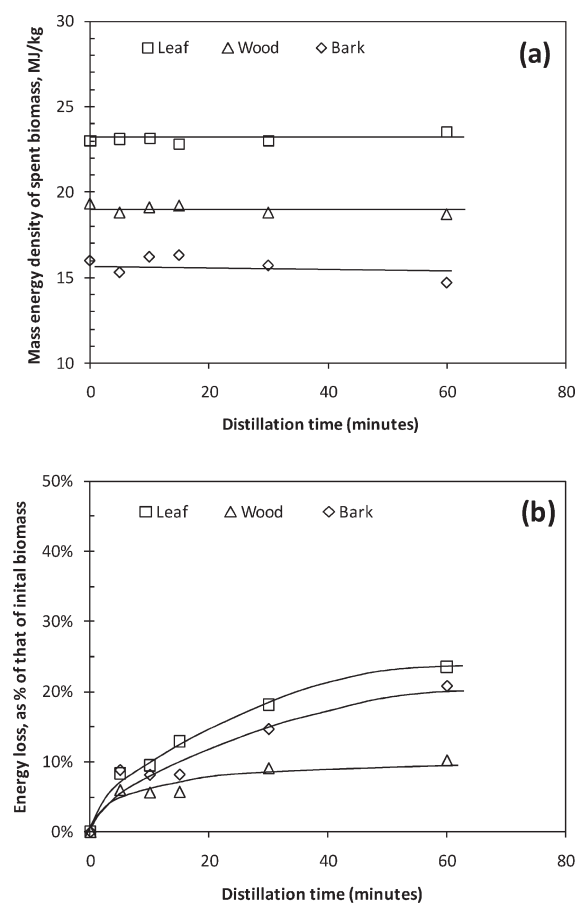 Mass energy density of spent biomass, MJ/kg
30
25
20
15
10
Leaf Wood Bark
(a)
0 20 40 60 80
Distillation time (minutes)
Energy loss, as % of that of inital biomass
50%
40%
30%
20%
10%
0%
Leaf Wood Bark
(b)
0 20 40 60 80
Distillation time (minutes)